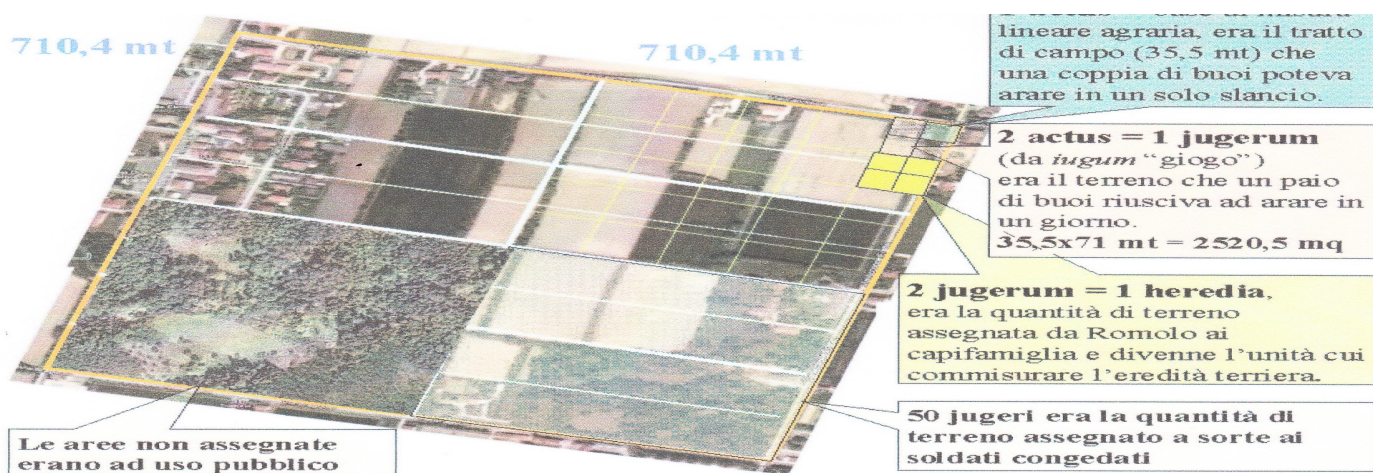 710,4 mt
710,4 mt
lineare agraria, era il tratto
di campo (35,5 mt) che
una coppia di buoi poteva
arare in un solo slancio.
2 actus = 1 jugerum
(da iugum “giogo”)
era il terreno che un paio
di buoi riusciva ad arare in
un giorno.
35,5x71 mt = 2520,5 mq
2 jugerum = 1 heredia,
era la quantità di terreno
assegnata da Romolo ai
capifamiglia e divenne l’unità cui
commisurare l’eredità terriera.
50 jugeri era la quantità di
terreno assegnato a sorte ai
soldati congedati
Le aree non assegnate
erano ad uso pubblico